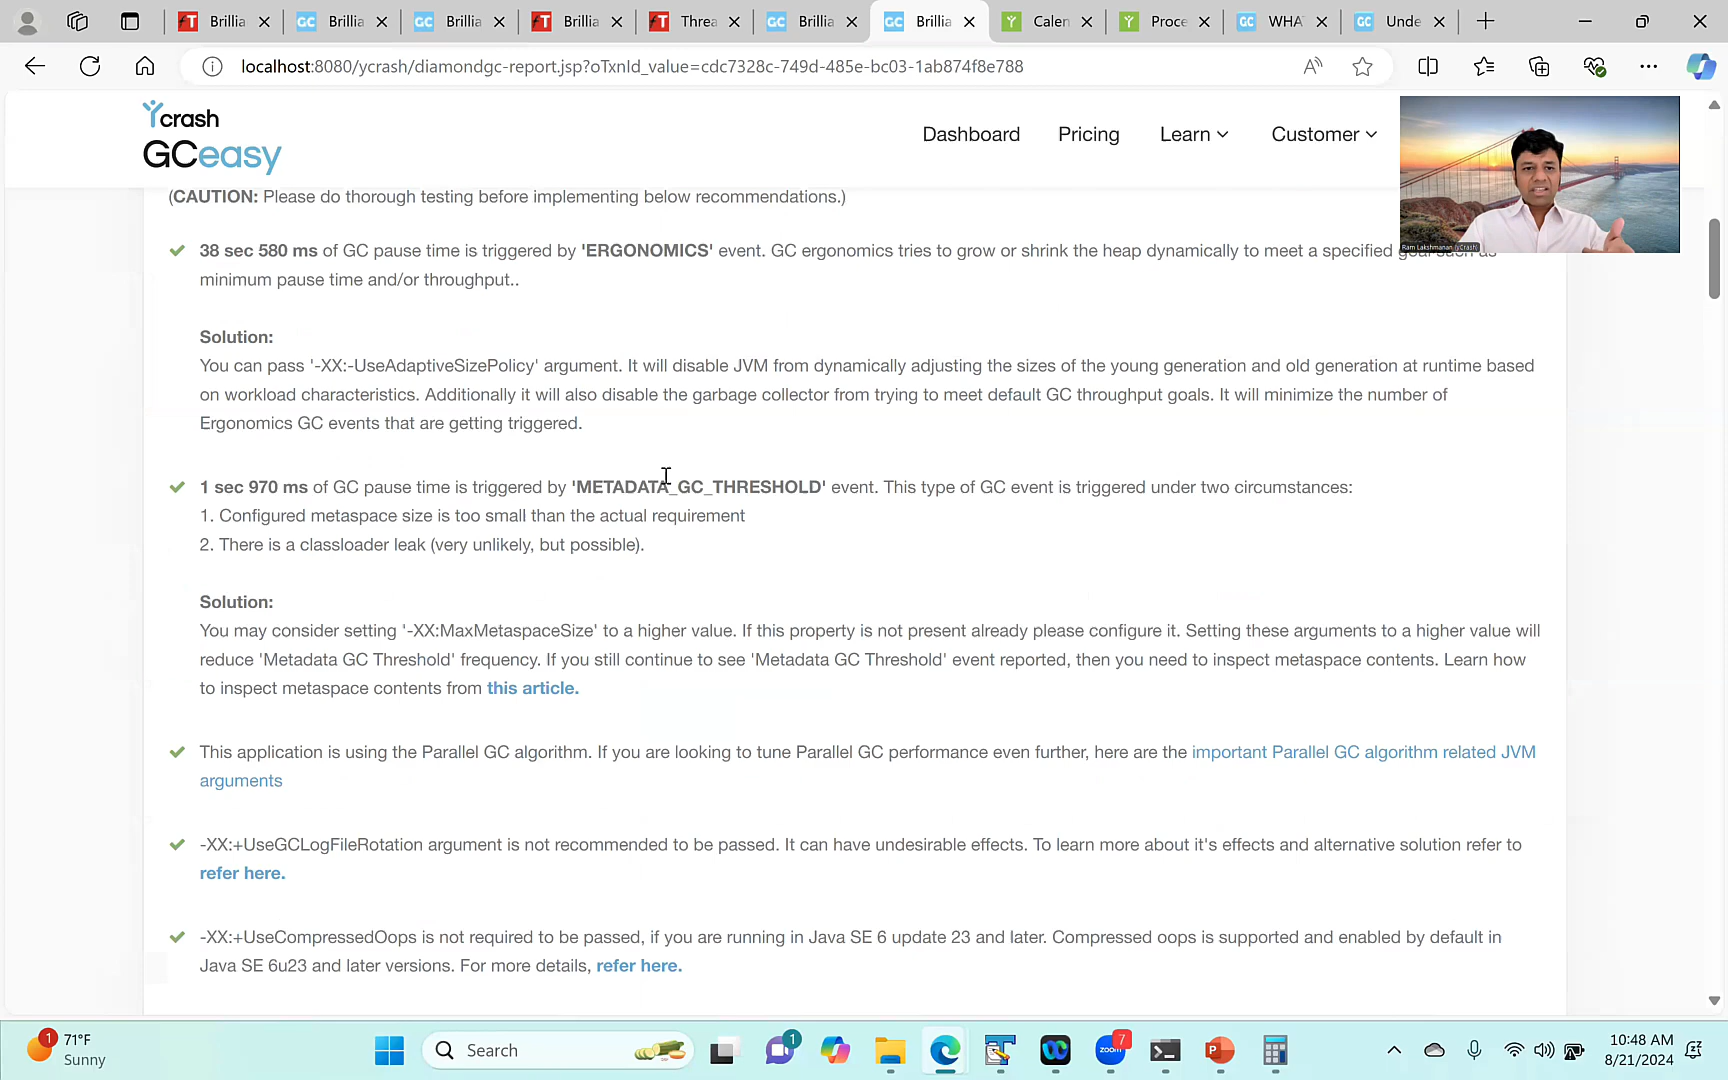 Brillia
Brillia
Brillia
Brillia
Threa
Brillia
Brillia
Calen
Proce
WHA
Unde
localhost:8080/ycrash/diamondgc-report.jsp?oTxnId_value=cdc7328c-749d-485e-bc03-1ab874f8e788
Ycrash
GCeasy
Dashboard
Pricing
Learn
Customer
Ram Lakshmanan (yCrash)
(CAUTION: Please do thorough testing before implementing below recommendations.)
38 sec 580 ms of GC pause time is triggered by 'ERGONOMICS' event. GC ergonomics tries to grow or shrink the heap dynamically to meet a specified goal such as
minimum pause time and/or throughput..
Solution:
You can pass '-XX:-UseAdaptiveSizePolicy' argument. It will disable JVM from dynamically adjusting the sizes of the young generation and old generation at runtime based
on workload characteristics. Additionally it will also disable the garbage collector from trying to meet default GC throughput goals. It will minimize the number of
Ergonomics GC events that are getting triggered.
1 sec 970 ms of GC pause time is triggered by 'METADATA_GC_THRESHOLD' event. This type of GC event is triggered under two circumstances:
1. Configured metaspace size is too small than the actual requirement
2. There is a classloader leak (very unlikely, but possible).
Solution:
You may consider setting '-XX:MaxMetaspaceSize' to a higher value. If this property is not present already please configure it. Setting these arguments to a higher value will
reduce 'Metadata GC Threshold' frequency. If you still continue to see 'Metadata GC Threshold' event reported, then you need to inspect metaspace contents. Learn how
to inspect metaspace contents from this article.
This application is using the Parallel GC algorithm. If you are looking to tune Parallel GC performance even further, here are the important Parallel GC algorithm related JVM
arguments
-XX:+UseGCLogFileRotation argument is not recommended to be passed. It can have undesirable effects. To learn more about it's effects and alternative solution refer to
refer here.
-XX:+UseCompressedOops is not required to be passed, if you are running in Java SE 6 update 23 and later. Compressed oops is supported and enabled by default in
Java SE 6u23 and later versions. For more details, refer here.
1
71°F
Sunny
Search
1
zoom
7
10:48 AM
8/21/2024